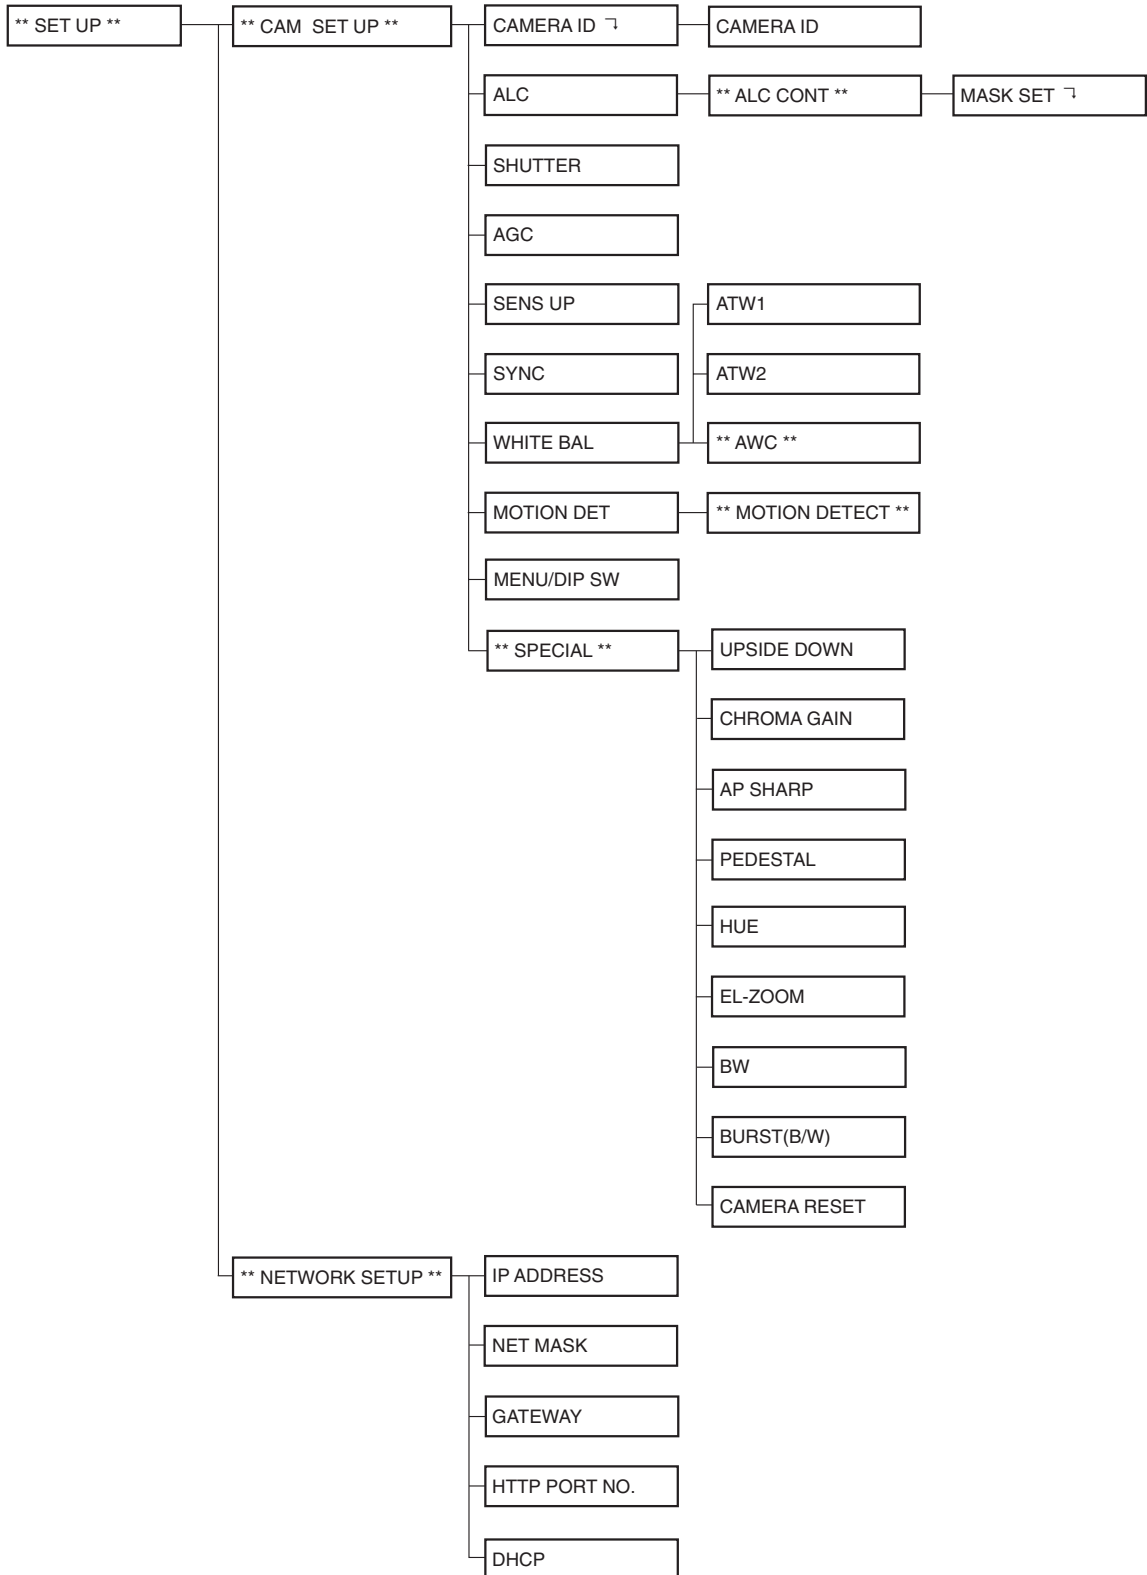 ** SET UP **
** CAM  SET UP **
CAMERA ID ⤵
CAMERA ID
ALC
** ALC CONT **
MASK SET ⤵
SHUTTER
AGC
SENS UP
ATW1
SYNC
ATW2
WHITE BAL
** AWC **
MOTION DET
** MOTION DETECT **
MENU/DIP SW
** SPECIAL **
UPSIDE DOWN
CHROMA GAIN
AP SHARP
PEDESTAL
HUE
EL-ZOOM
BW
BURST(B/W)
CAMERA RESET
** NETWORK SETUP **
IP ADDRESS
NET MASK
GATEWAY
HTTP PORT NO.
DHCP